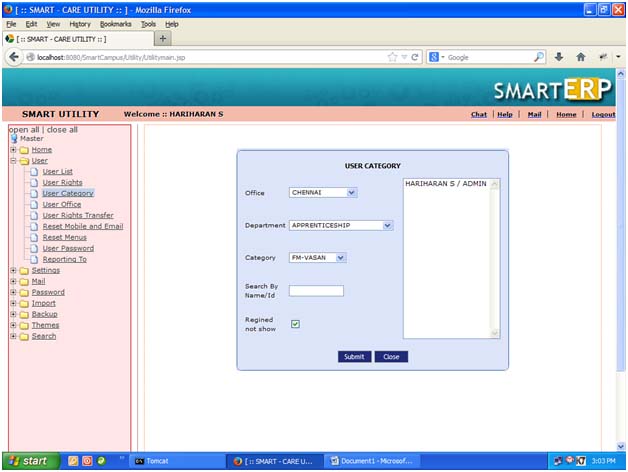 [ :: SMART - CARE UTILITY :: ] - Mozilla Firefox
File Edit View History Bookmarks Tools Help
[ :: SMART - CARE UTILITY :: ]
localhost:8080/SmartCampus/Utility/Utilitymain.jsp
Google
SMARTERP
SMART UTILITY Welcome :: HARIHARAN S Chat | Help | Mail | Home | Logout
open all | close all
Master
Home
User
User List
User Rights
User Category
User Office
User Rights Transfer
Reset Mobile and Email
Reset Menus
User Password
Reporting To
Settings
Mail
Password
Import
Backup
Themes
Search
USER CATEGORY
Office CHENNAI
Department APPRENTICESHIP
Category FM-VASAN
Search By
Name/Id
Regined
not show
HARIHARAN S / ADMIN
Submit Close
start Tomcat [ :: SMART - CARE U... Document1 - Microsof... 3:03 PM